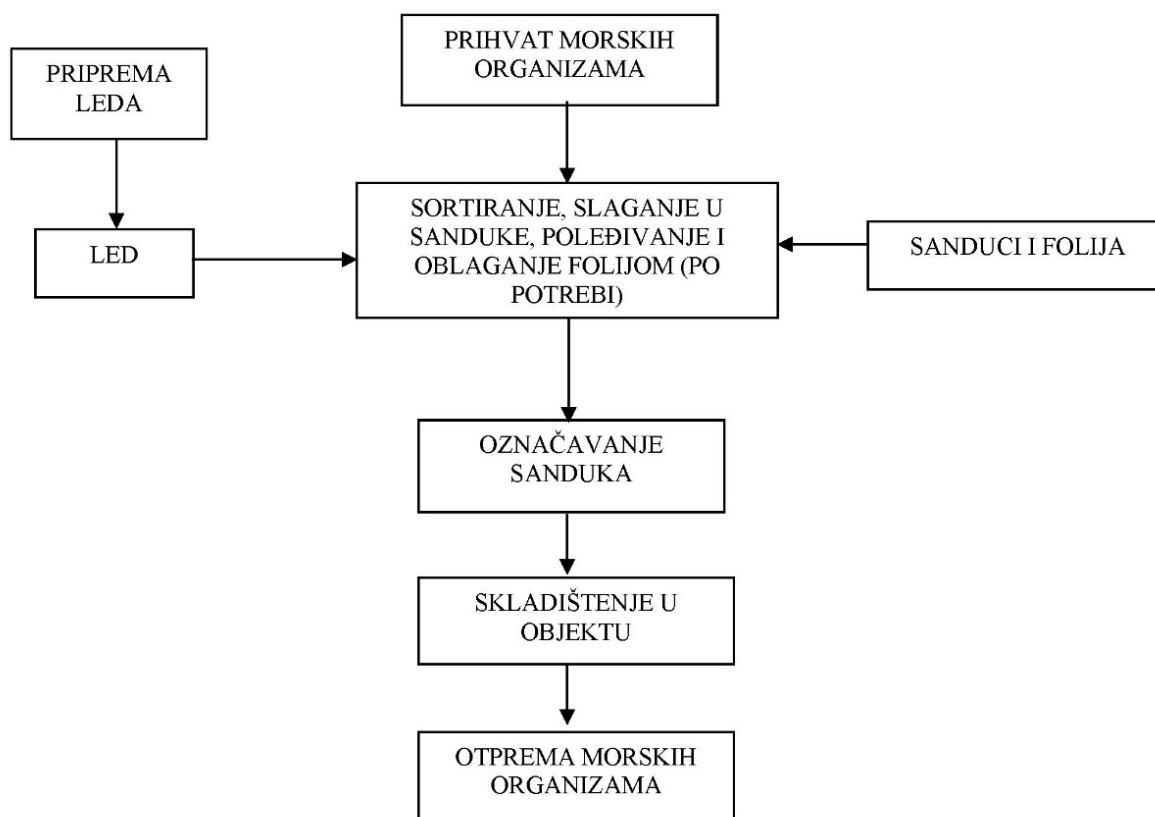 PRIHVAT MORSKIH
ORGANIZAMA
PRIPREMA
LEDA
SORTIRANJE, SLAGANJE U
SANDUKE, POLEĐIVANJE I
OBLAGANJE FOLIJOM (PO
POTREBI)
LED
SANDUCI I FOLIJA
OZNAČAVANJE
SANDUKA
SKLADIŠTENJE U
OBJEKTU
OTPREMA MORSKIH
ORGANIZAMA